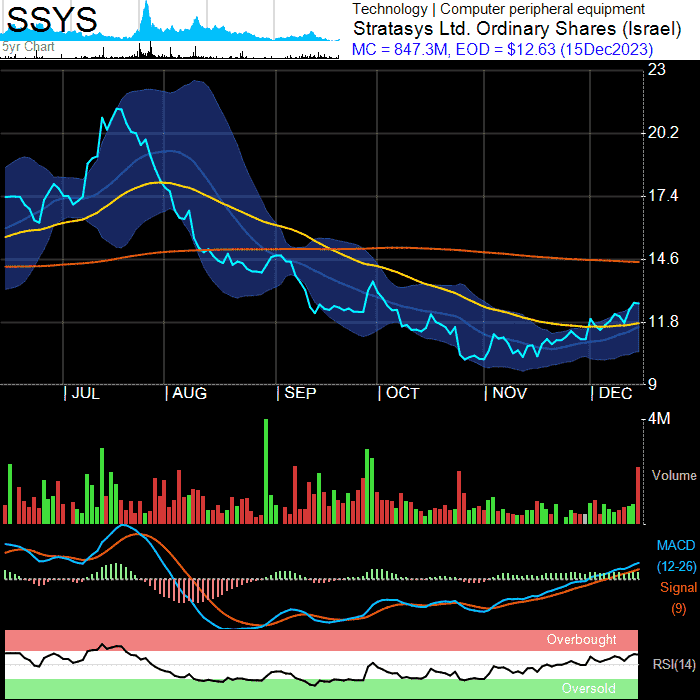 SSYS
5yr Chart
Technology | Computer peripheral equipment
Stratasys Ltd. Ordinary Shares (Israel)
MC = 847.3M, EOD = $12.63 (15Dec2023)
23
20.2
17.4
14.6
11.8
9
| JUL | AUG | SEP | OCT | NOV | DEC
4M
Volume
MACD
(12-26)
Signal
(9)
Overbought
RSI(14)
Oversold